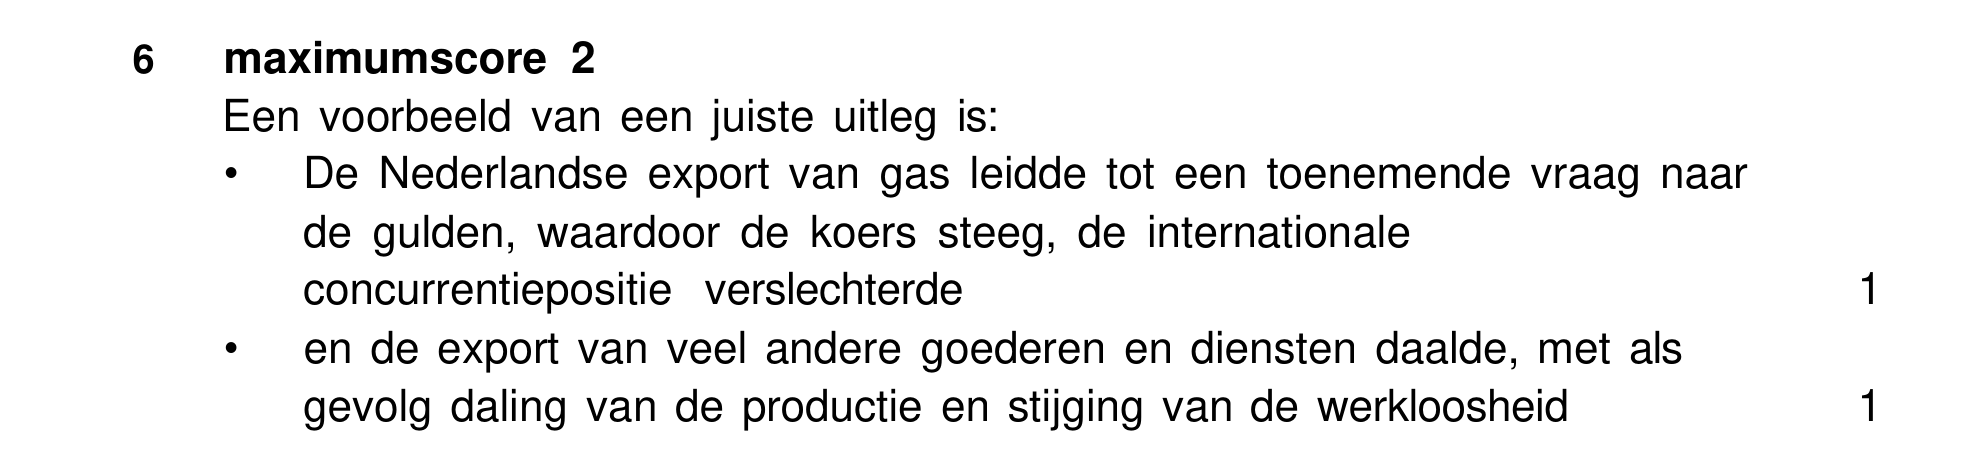 6 maximumscore 2
Een voorbeeld van een juiste uitleg is:
• De Nederlandse export van gas leidde tot een toenemende vraag naar
de gulden, waardoor de koers steeg, de internationale
concurrentiepositie verslechterde 1
• en de export van veel andere goederen en diensten daalde, met als
gevolg daling van de productie en stijging van de werkloosheid 1